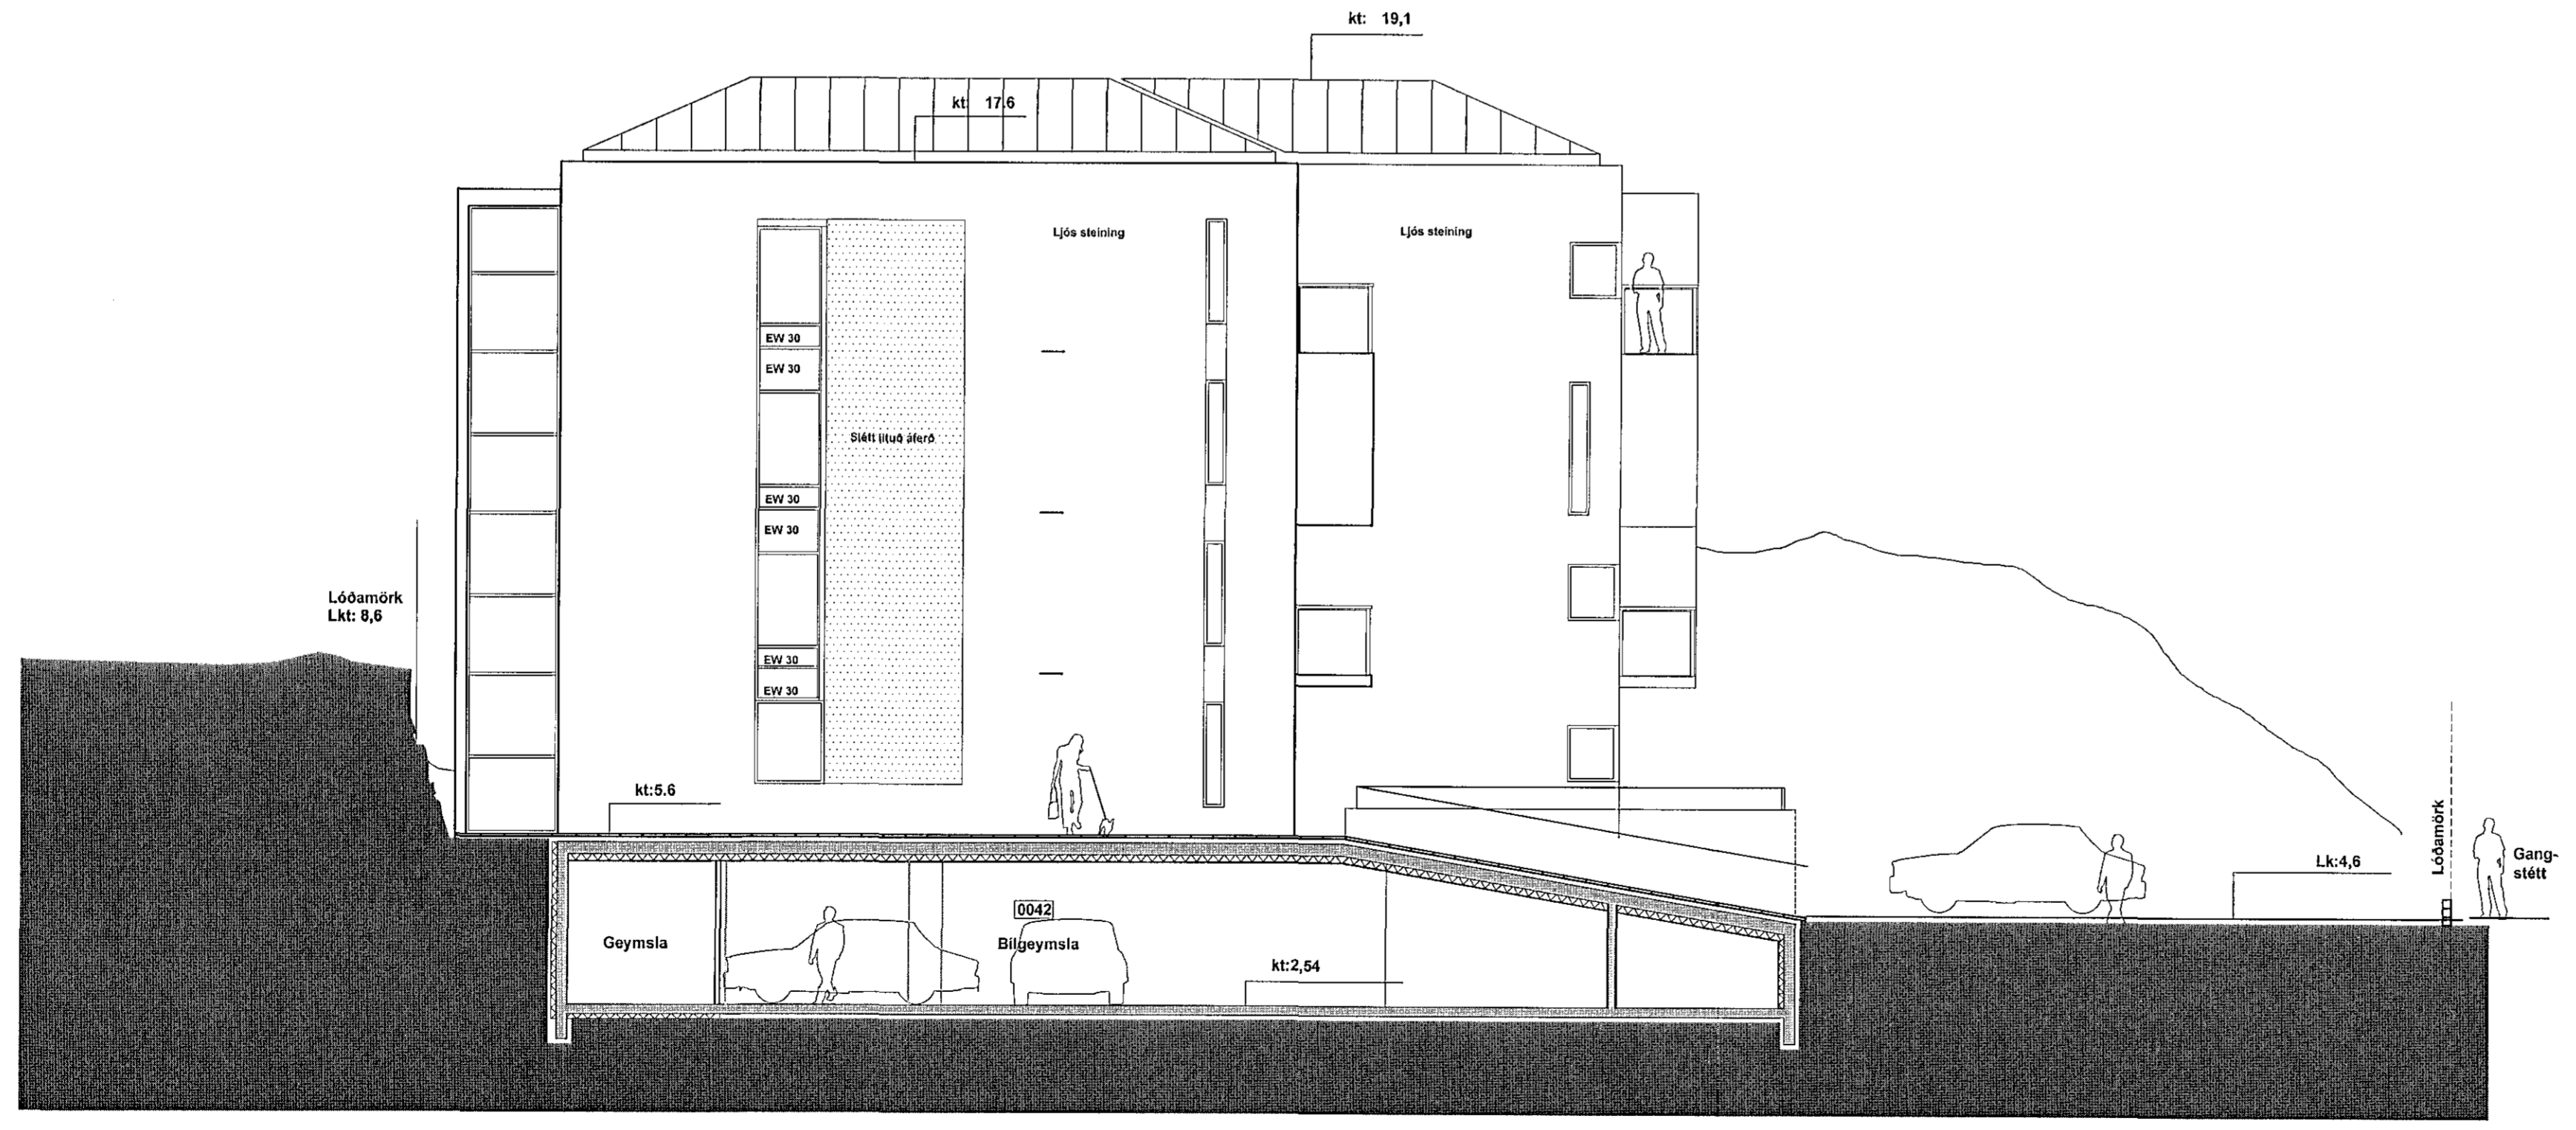 kt: 19,1
kt: 17.6
Ljós steining
Ljós steining
EW 30
EW 30
Slétt lituð áferð
EW 30
EW 30
Lóðamörk
Lkt: 8,6
EW 30
EW 30
kt:5.6
Lóðamörk
Lk:4,6
Gang-
stétt
0042
Geymsla
Bílgeymsla
kt:2,54